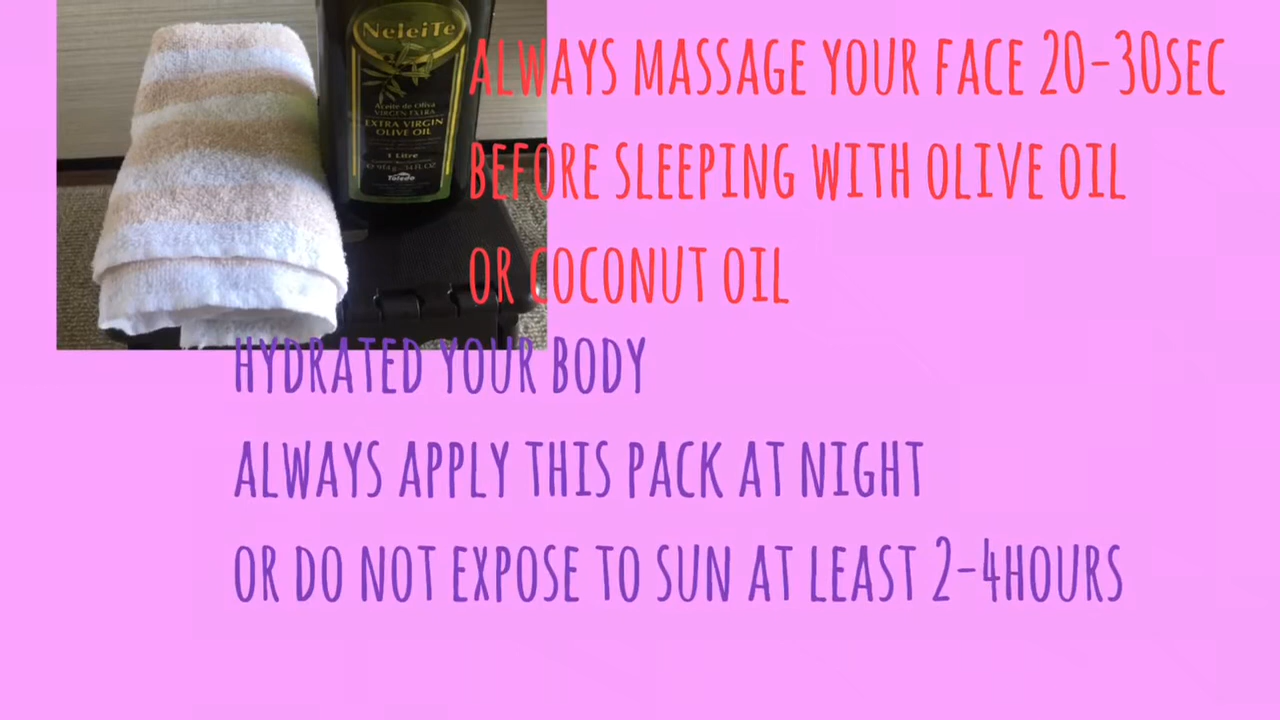 NeleiTe
Aceite de Oliva
VIRGEN EXTRA
EXTRA VIRGIN
OLIVE OIL
1 Litre
Toledo
ALWAYS MASSAGE YOUR FACE 20-30SEC
BEFORE SLEEPING WITH OLIVE OIL
OR COCONUT OIL
HYDRATED YOUR BODY
ALWAYS APPLY THIS PACK AT NIGHT
OR DO NOT EXPOSE TO SUN AT LEAST 2-4HOURS